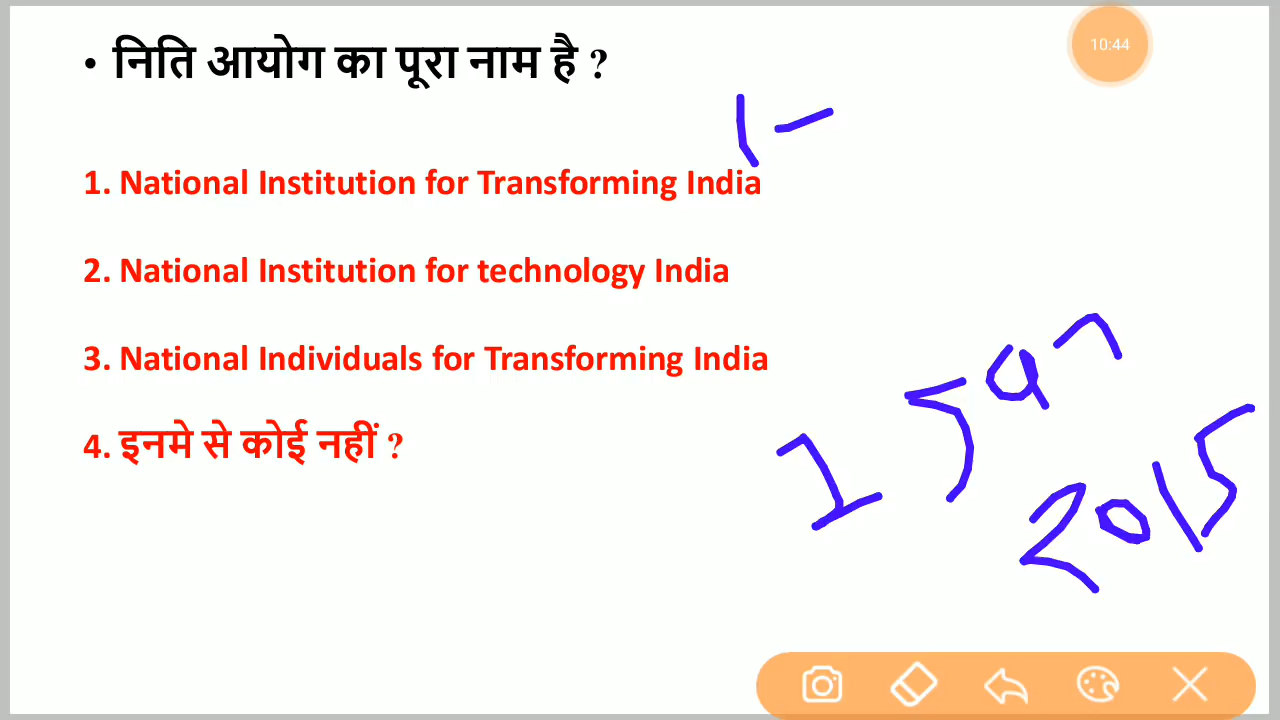 • निति आयोग का पूरा नाम है ?
10:44
1. National Institution for Transforming India
2. National Institution for technology India
3. National Individuals for Transforming India
4. इनमे से कोई नहीं ?
1 Jan
2015